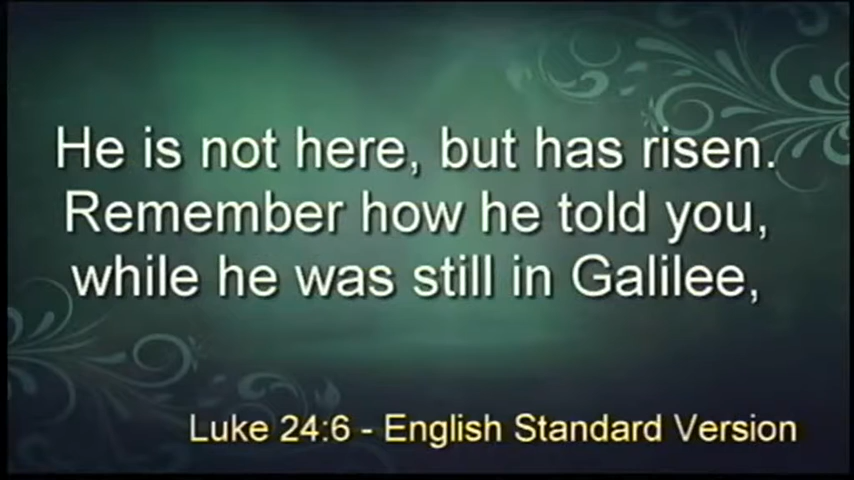 He is not here, but has risen.
Remember how he told you,
while he was still in Galilee,
Luke 24:6 - English Standard Version